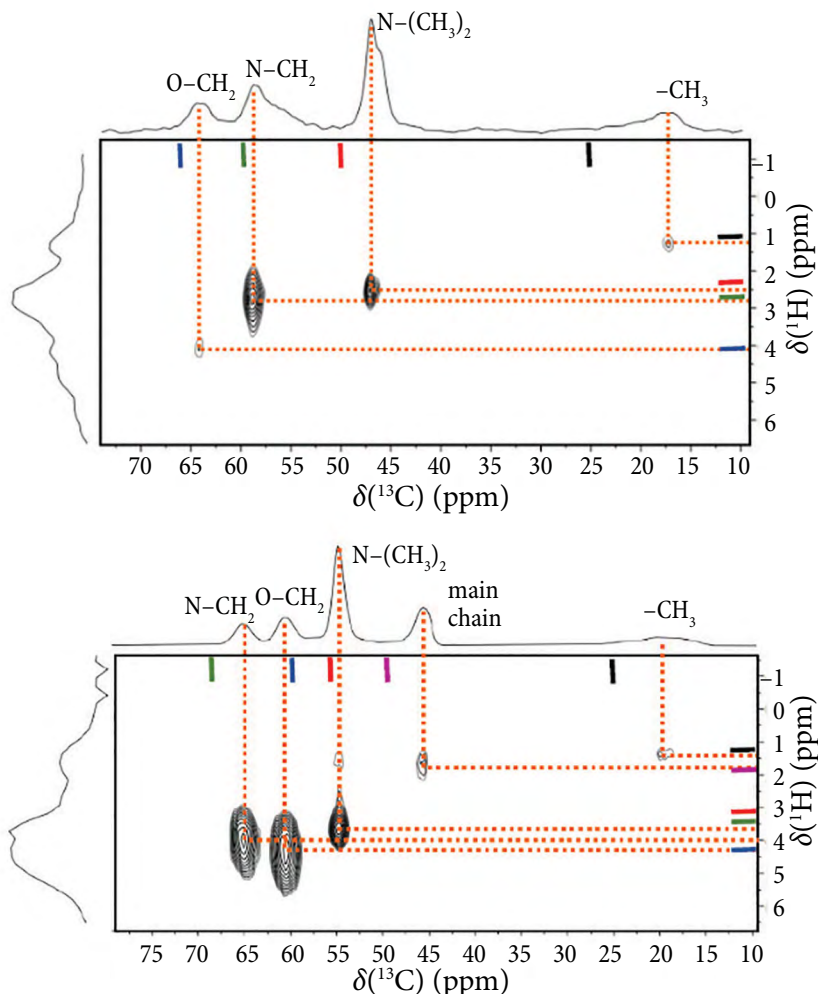 N–(CH₃)₂
O–CH₂ N–CH₂ –CH₃
–1
0
1
2
3
4
5
6
δ(¹H) (ppm)
70 65 60 55 50 45 40 35 30 25 20 15 10
δ(¹³C) (ppm)
N–(CH₃)₂
N–CH₂ O–CH₂ main chain –CH₃
–1
0
1
2
3
4
5
6
δ(¹H) (ppm)
75 70 65 60 55 50 45 40 35 30 25 20 15 10
δ(¹³C) (ppm)